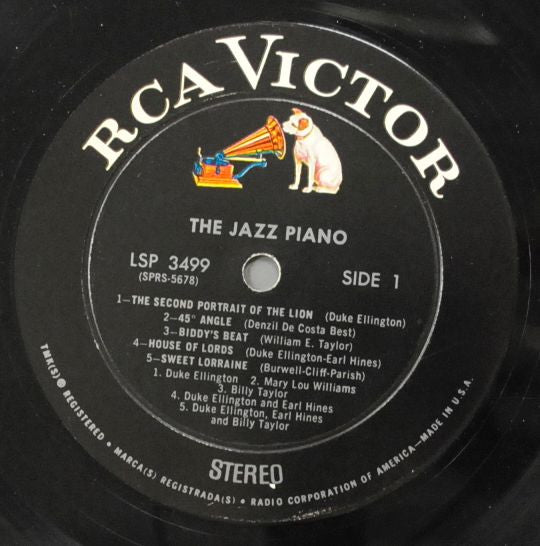 RCA VICTOR
THE JAZZ PIANO
LSP 3499
(SPRS-5678)
SIDE 1
1—THE SECOND PORTRAIT OF THE LION (Duke Ellington)
2—45° ANGLE (Denzil De Costa Best)
3—BIDDY'S BEAT (William E. Taylor)
4—HOUSE OF LORDS (Duke Ellington-Earl Hines)
5—SWEET LORRAINE (Burwell-Cliff-Parish)
1. Duke Ellington 2. Mary Lou Williams
3. Billy Taylor
4. Duke Ellington and Earl Hines
5. Duke Ellington, Earl Hines
and Billy Taylor
STEREO
TMK(S) ® REGISTERED • MARCA(S) REGISTRADA(S) • RADIO CORPORATION OF AMERICA—MADE IN U.S.A.